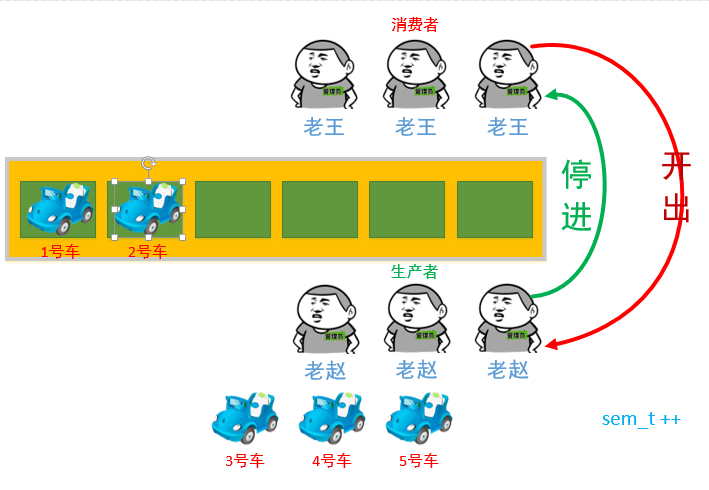 消费者
管理员
管理员
管理员
老王
老王
老王
停进
开出
1号车
2号车
生产者
管理员
管理员
管理员
老赵
老赵
老赵
sem_t ++
3号车
4号车
5号车